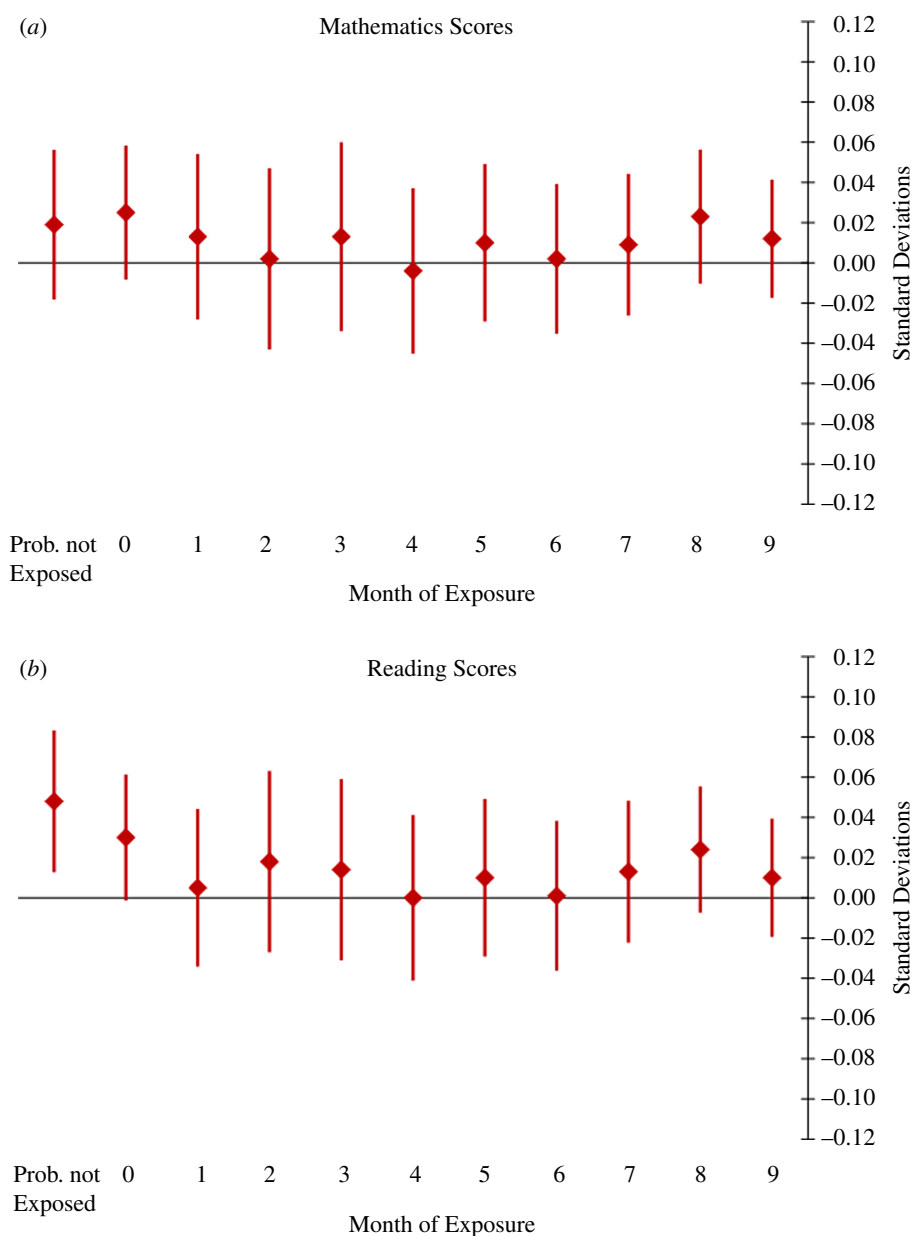 (a) Mathematics Scores
0.12
0.10
0.08
0.06
0.04
0.02
0.00
–0.02
–0.04
–0.06
–0.08
–0.10
–0.12
Standard Deviations
Prob. not 0 1 2 3 4 5 6 7 8 9
Exposed
Month of Exposure
(b) Reading Scores
0.12
0.10
0.08
0.06
0.04
0.02
0.00
–0.02
–0.04
–0.06
–0.08
–0.10
–0.12
Standard Deviations
Prob. not 0 1 2 3 4 5 6 7 8 9
Exposed
Month of Exposure